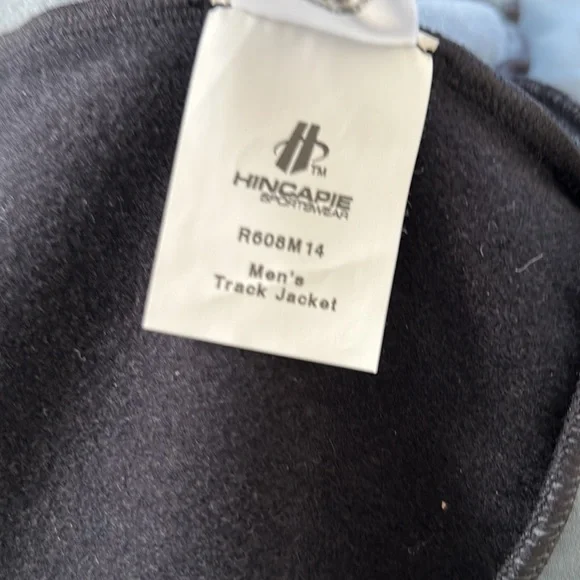 TM
HINCAPIE
SPORTSWEAR
R608M14
Men's
Track Jacket